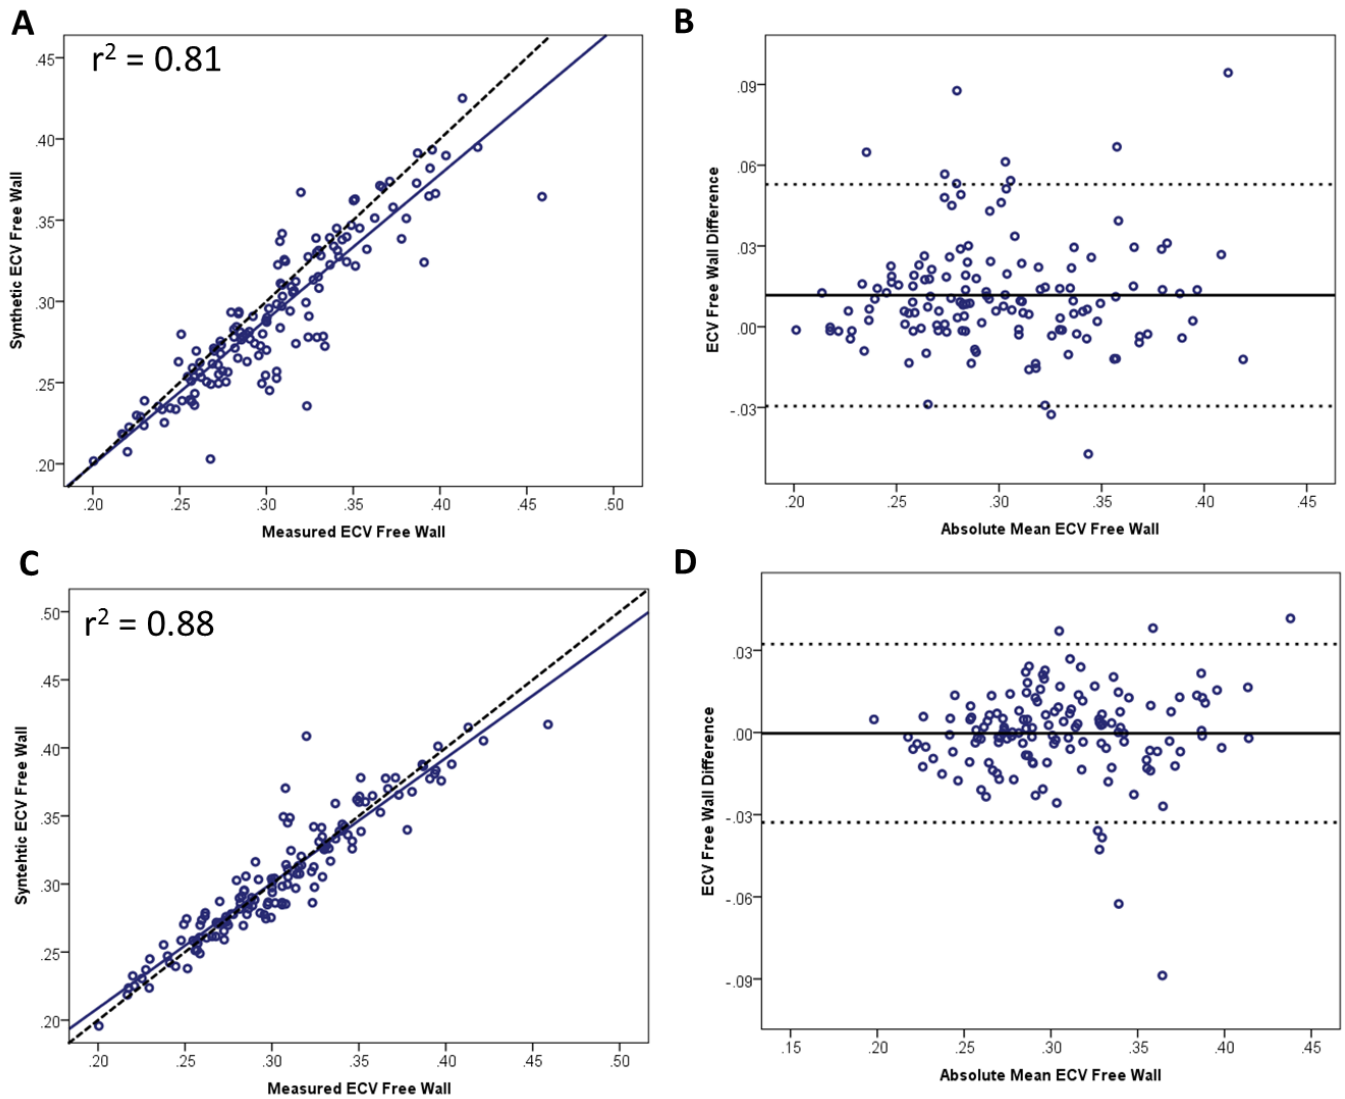 A
r² = 0.81
Synthetic ECV Free Wall
.45
.40
.35
.30
.25
.20
.20 .25 .30 .35 .40 .45 .50
Measured ECV Free Wall
B
ECV Free Wall Difference
.09
.06
.03
.00
-.03
.20 .25 .30 .35 .40 .45
Absolute Mean ECV Free Wall
C
r² = 0.88
Syntehtic ECV Free Wall
.50
.45
.40
.35
.30
.25
.20
.20 .25 .30 .35 .40 .45 .50
Measured ECV Free Wall
D
ECV Free Wall Difference
.03
.00
-.03
-.06
-.09
.15 .20 .25 .30 .35 .40 .45
Absolute Mean ECV Free Wall